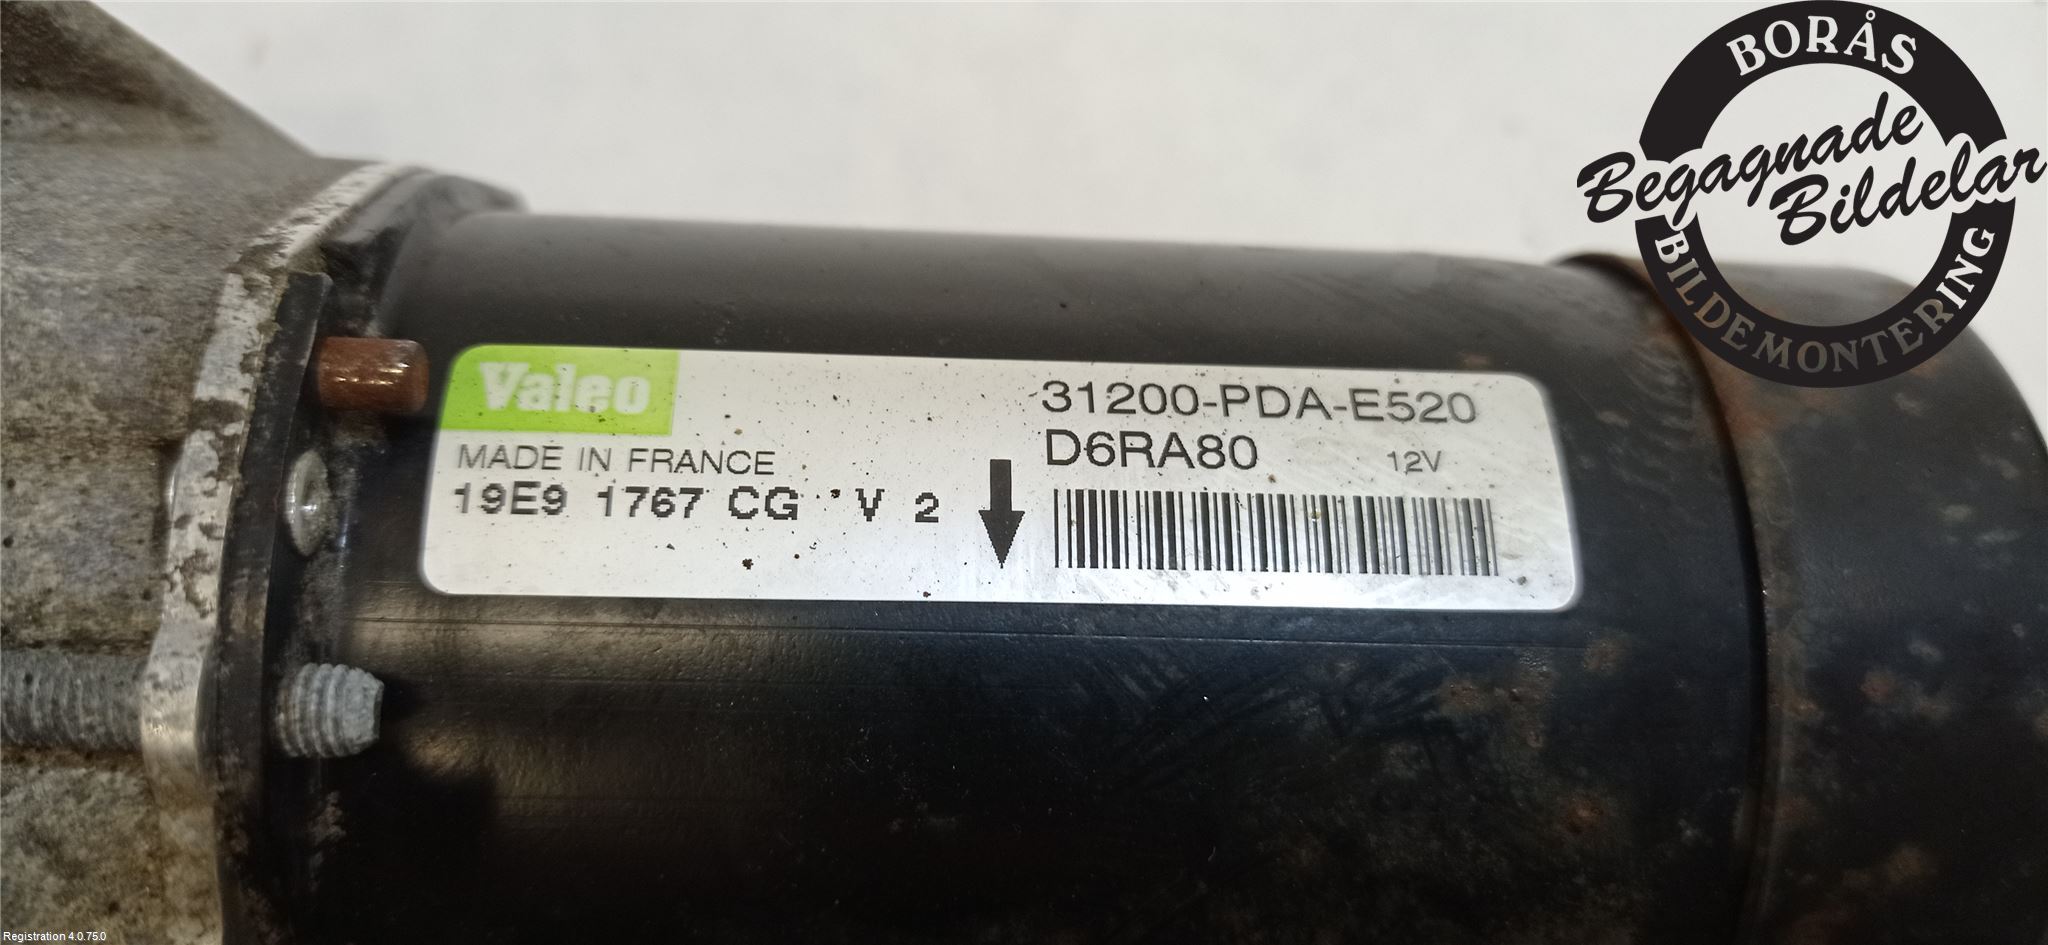 BORÅS
Begagnade
Bildelar
BILDEMONTERING
Valeo
31200-PDA-E520
MADE IN FRANCE
D6RA80 12V
19E9 1767 CG V 2
Registration 4.0.75.0